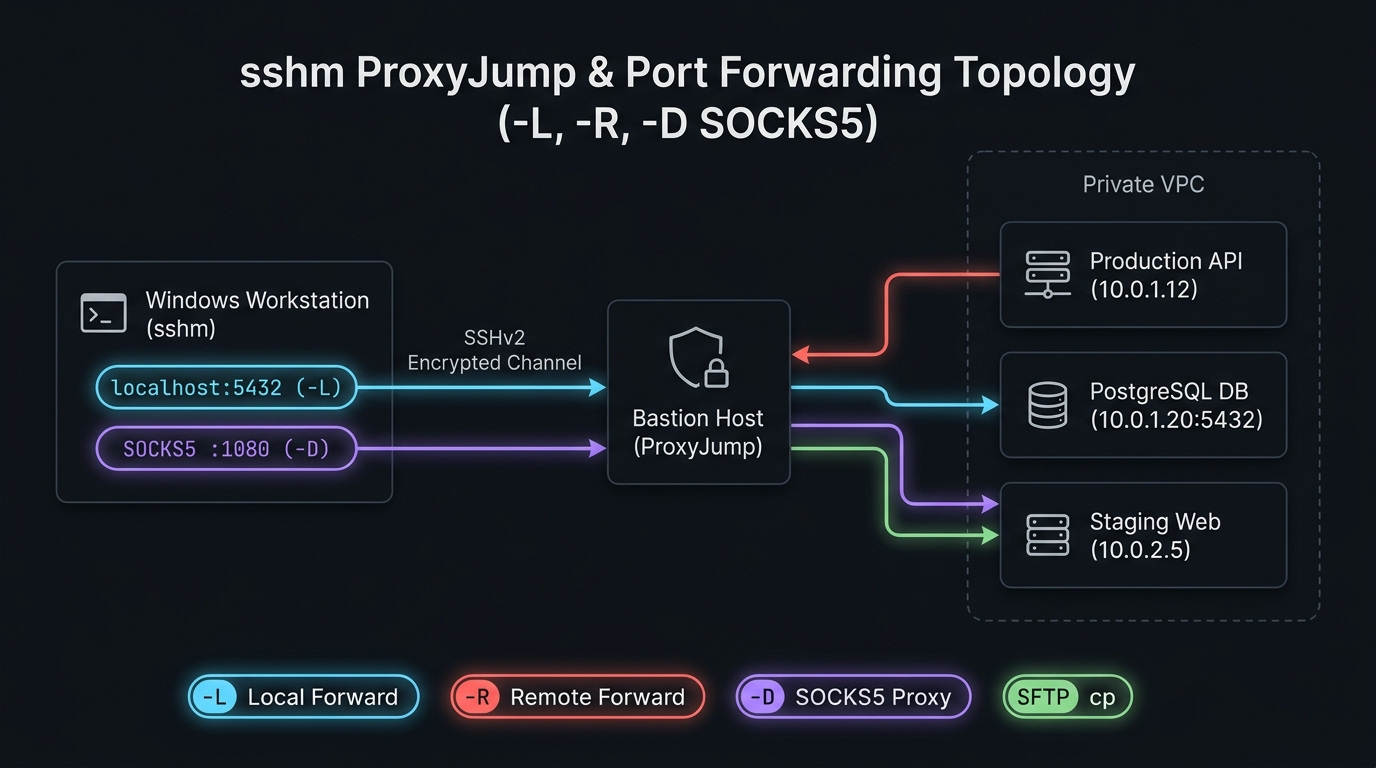 sshm ProxyJump & Port Forwarding Topology
(-L, -R, -D SOCKS5)
Private VPC
Windows Workstation
(sshm)
localhost:5432 (-L)
SOCKS5 :1080 (-D)
SSHv2
Encrypted Channel
Bastion Host
(ProxyJump)
Production API
(10.0.1.12)
PostgreSQL DB
(10.0.1.20:5432)
Staging Web
(10.0.2.5)
-L Local Forward
-R Remote Forward
-D SOCKS5 Proxy
SFTP cp